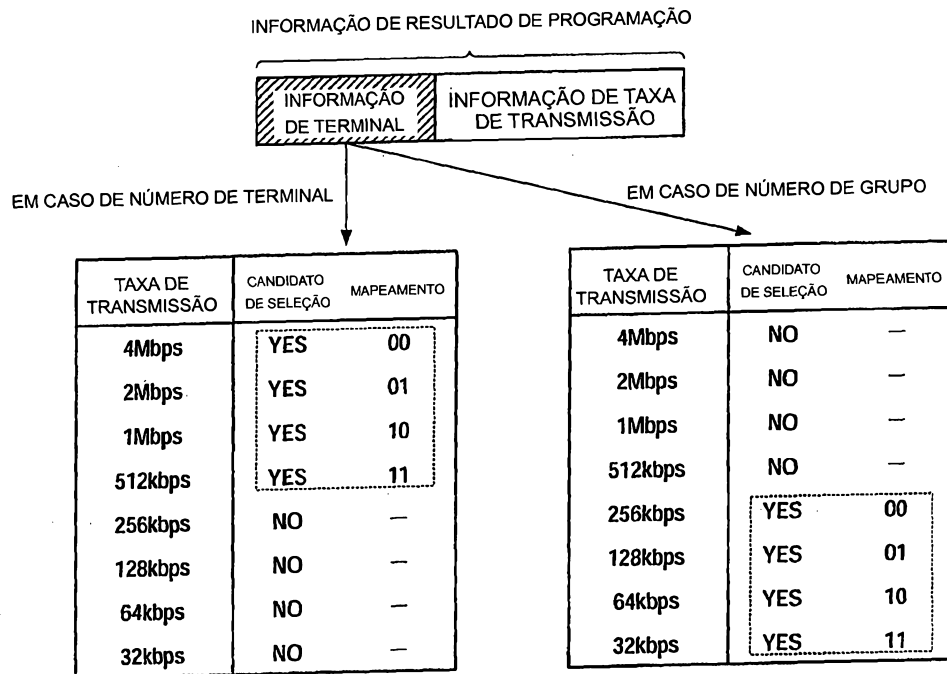 INFORMAÇÃO DE RESULTADO DE PROGRAMAÇÃO
INFORMAÇÃO
DE TERMINAL
INFORMAÇÃO DE TAXA
DE TRANSMISSÃO
EM CASO DE NÚMERO DE TERMINAL
EM CASO DE NÚMERO DE GRUPO
TAXA DE
TRANSMISSÃO
CANDIDATO
DE SELEÇÃO
MAPEAMENTO
4Mbps YES 00
2Mbps YES 01
1Mbps YES 10
512kbps YES 11
256kbps NO —
128kbps NO —
64kbps NO —
32kbps NO —
TAXA DE
TRANSMISSÃO
CANDIDATO
DE SELEÇÃO
MAPEAMENTO
4Mbps NO —
2Mbps NO —
1Mbps NO —
512kbps NO —
256kbps YES 00
128kbps YES 01
64kbps YES 10
32kbps YES 11